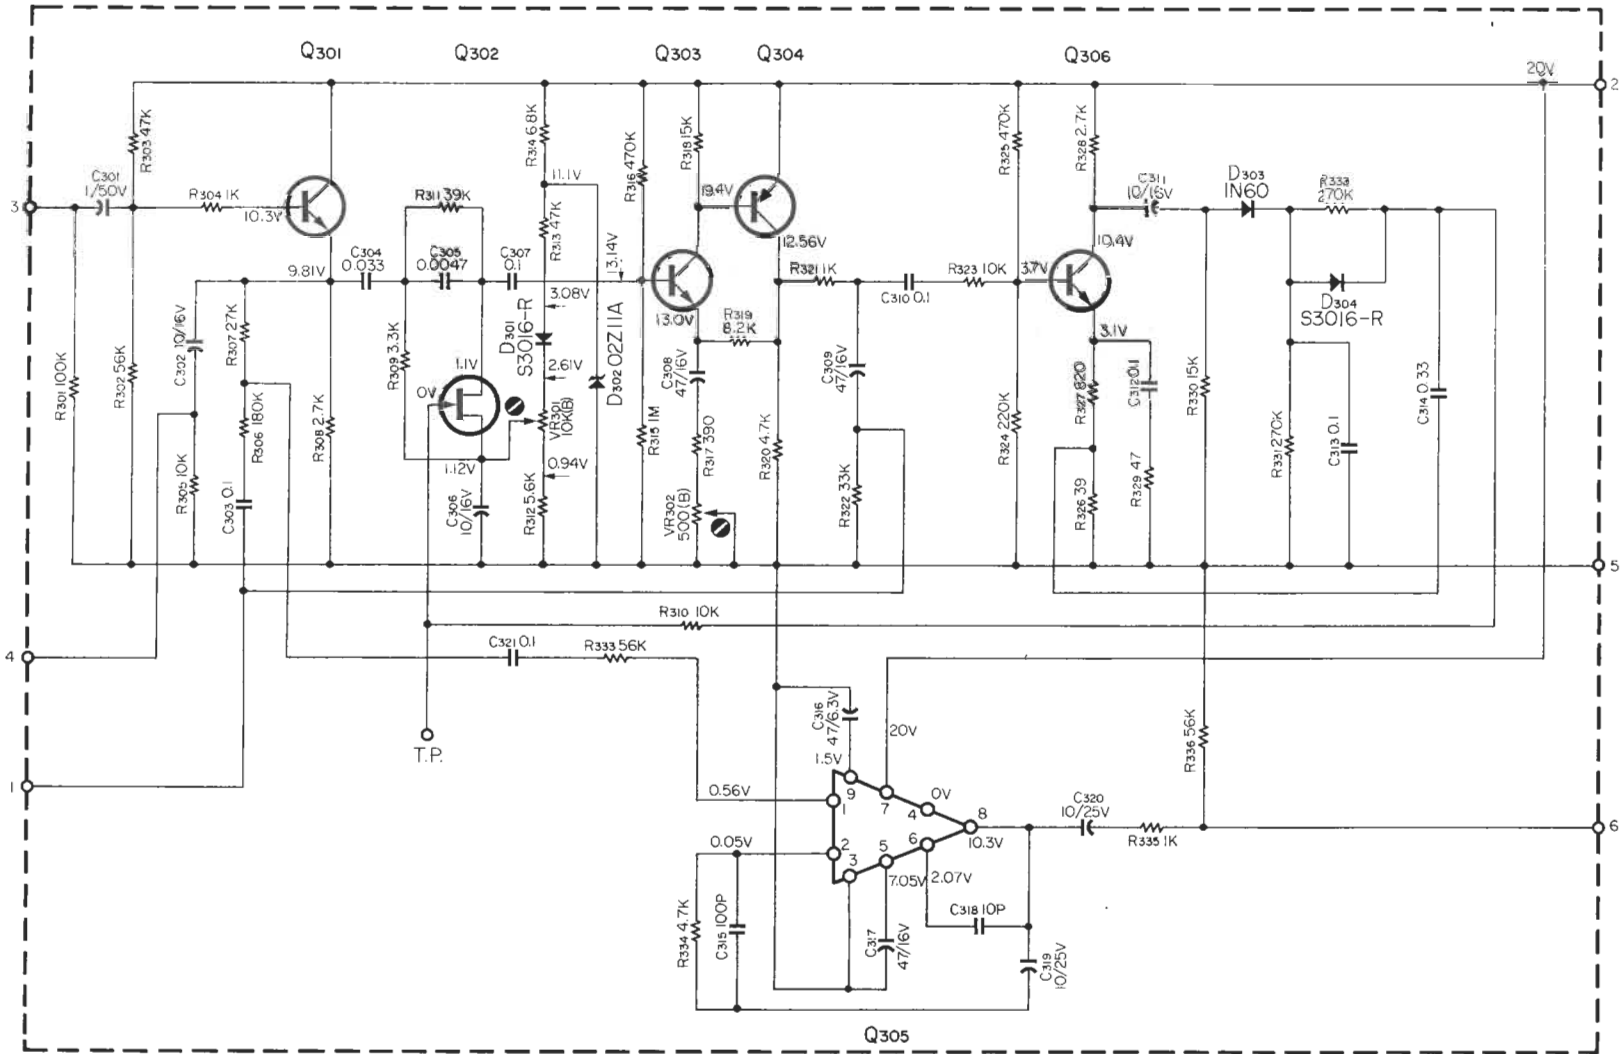 Q301
Q302
Q303
Q304
Q306
20V
2
R303 47K
R314 6.8K
R316 470K
R318 15K
R325 470K
R328 2.7K
C301
1/50V
R304 1K
10.3V
R311 39K
11.1V
19.4V
C311
10/16V
D303
1N60
R333
270K
3
R313 47K
12.56V
10.4V
C304
0.033
C305
0.0047
C307
0.1
13.14V
R321 1K
R323 10K
3.7V
9.81V
C310 0.1
D304
S3016-R
3.08V
13.0V
R319
8.2K
3.1V
R301 100K
R302 56K
C302 10/16V
R307 27K
R309 3.3K
D301
S3016-R
D302 02Z11A
C308
47/16V
C309
47/16V
R327 820
C312 0.1
R330 15K
C314 0.33
1.1V
2.61V
0V
VR301
10K(B)
R305 10K
R306 180K
R308 2.7K
R315 1M
R317 390
R320 4.7K
R324 220K
R331 270K
C313 0.1
1.12V
0.94V
C303 0.1
C306
10/16V
R312 5.6K
VR302
500(B)
R322 33K
R326 39
R329 47
5
R310 10K
4
C321 0.1
R333 56K
T.P.
C316
47/6.3V
20V
R336 56K
1.5V
1
0.56V
9
7
0V
4
8
10.3V
C320
10/25V
R335 1K
6
1
2
3
5
6
0.05V
7.05V
2.07V
C318 10P
R334 4.7K
C315 100P
C317
47/16V
C319
10/25V
Q305